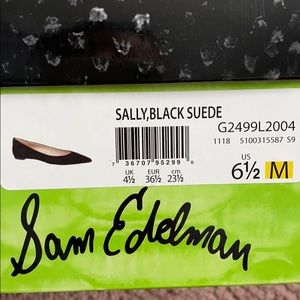 SALLY,BLACK SUEDE
G2499L2004
1118 5100315587 S9
7 36707 95299 0
UK EUR cm US
4½ 36½ 23½ 6½ M
Sam Edelman